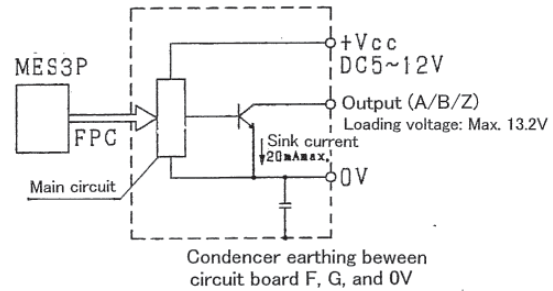 +Vcc
DC5~12V
MES3P
FPC
Output (A/B/Z)
Loading voltage: Max. 13.2V
Sink current
20mAmax.
0V
Main circuit
Condencer earthing beween
circuit board F, G, and 0V